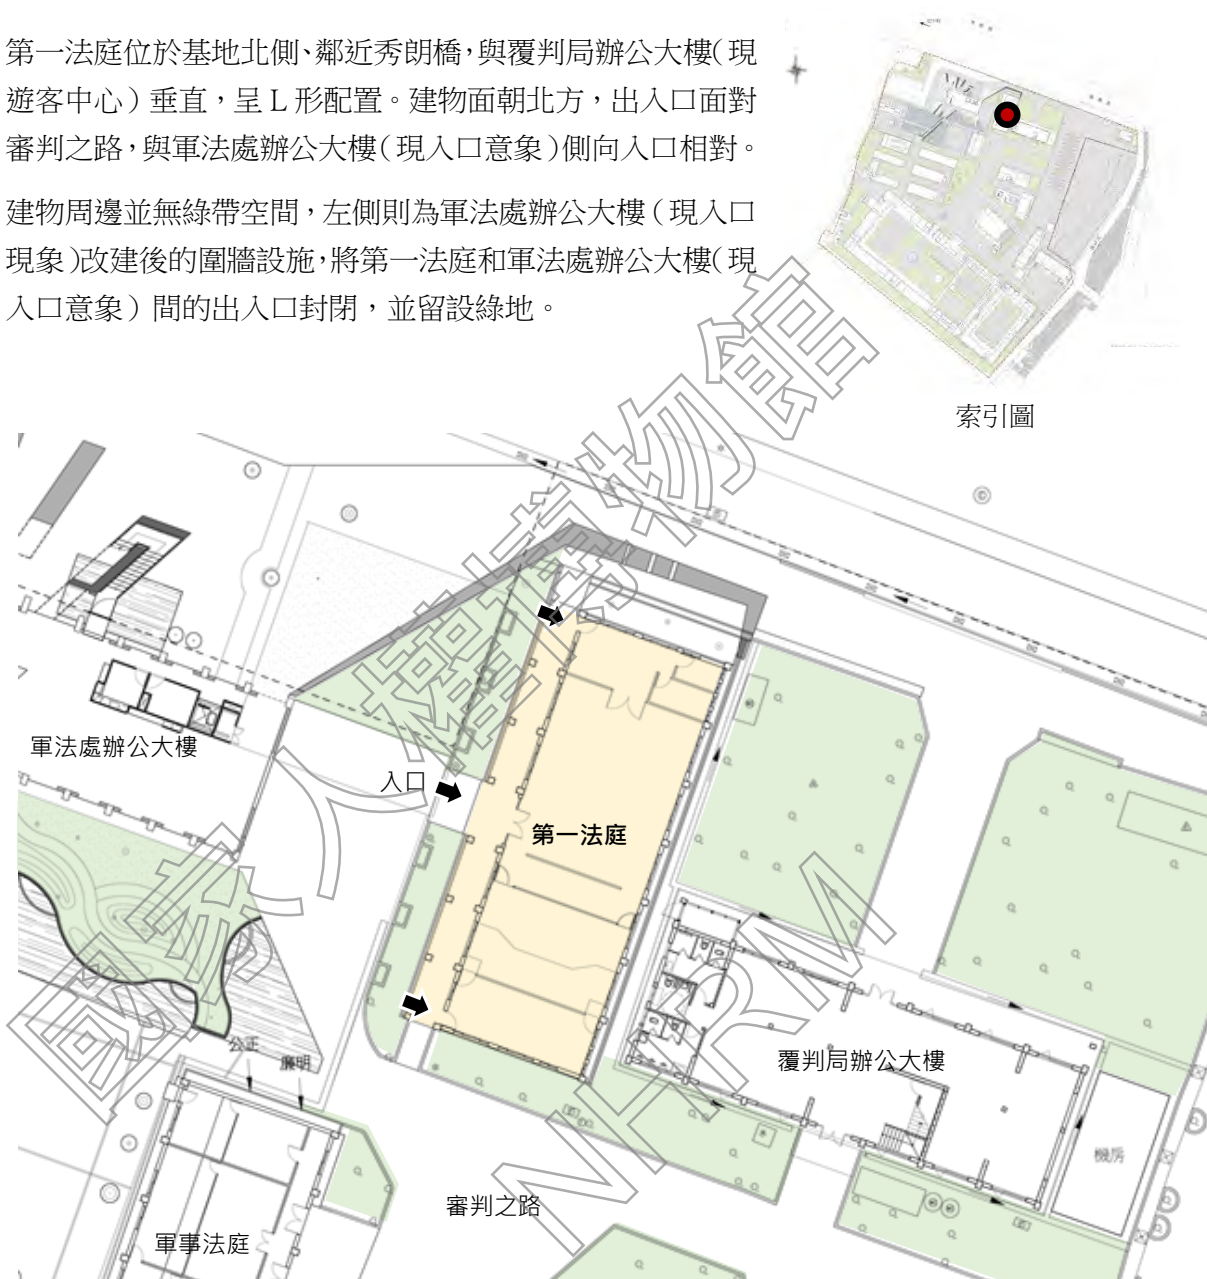 第一法庭位於基地北側、鄰近秀朗橋，與覆判局辦公大樓（現
遊客中心）垂直，呈 L 形配置。建物面朝北方，出入口面對
審判之路，與軍法處辦公大樓（現入口意象）側向入口相對。
建物周邊並無綠帶空間，左側則為軍法處辦公大樓（現入口
現象）改建後的圍牆設施，將第一法庭和軍法處辦公大樓（現
入口意象）間的出入口封閉，並留設綠地。
索引圖
軍法處辦公大樓
入口
第一法庭
公正
廉明
覆判局辦公大樓
機房
審判之路
軍事法庭
國家人權博物館
NHRM